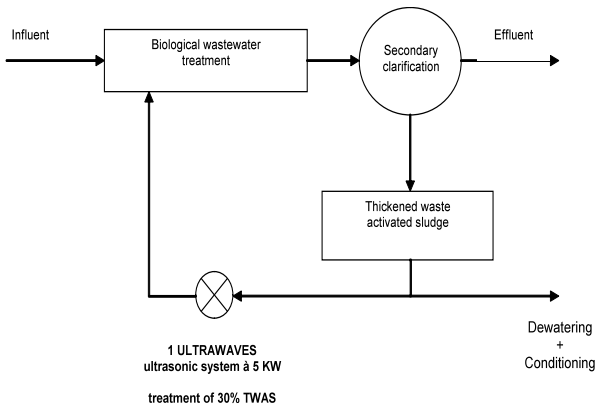 Influent
Biological wastewater
treatment
Secondary
clarification
Effluent
Thickened waste
activated sludge
1 ULTRAWAVES
ultrasonic system à 5 KW
treatment of 30% TWAS
Dewatering
+
Conditioning